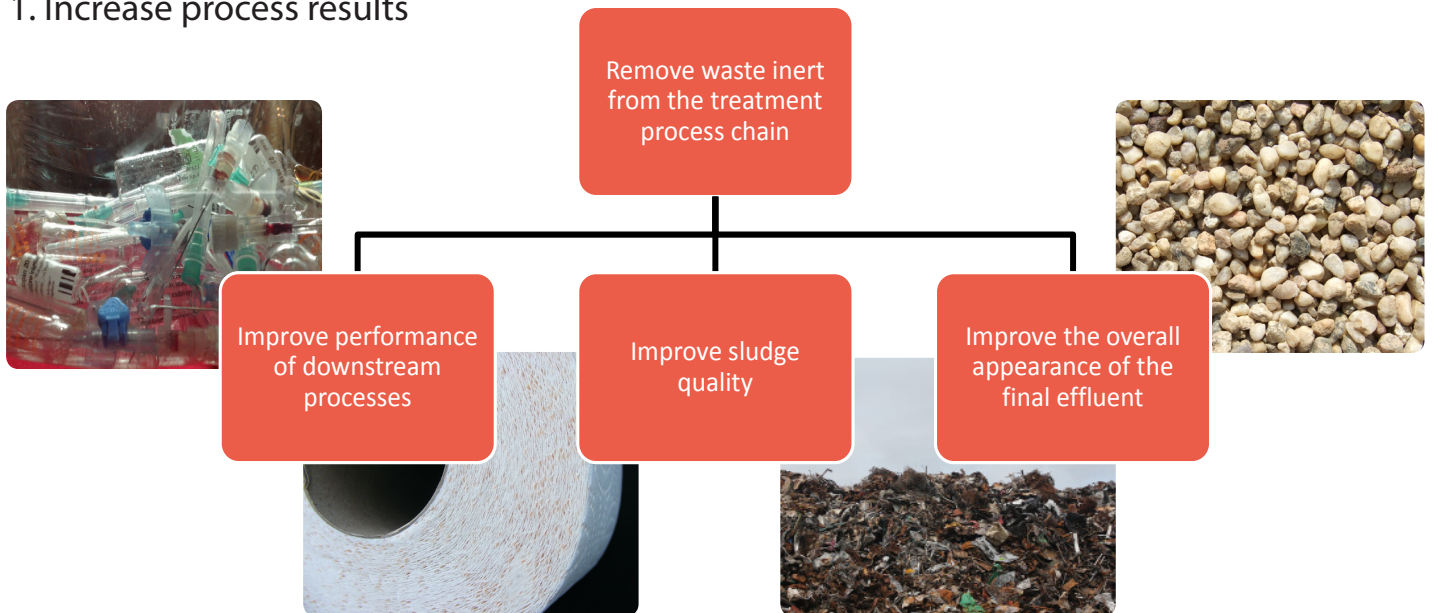 1. Increase process results
Remove waste inert
from the treatment
process chain
Improve performance
of downstream
processes
Improve sludge
quality
Improve the overall
appearance of the
final effluent